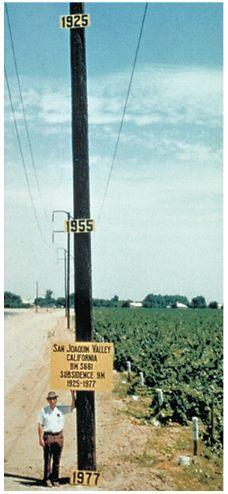 1925
1955
SAN JOAQUIN VALLEY
CALIFORNIA
BM S661
SUBSIDENCE 9M
1925-1977
1977